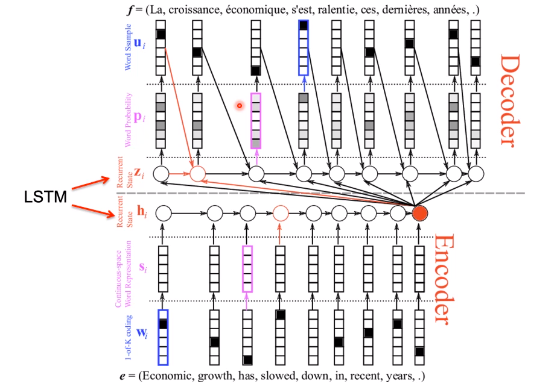 f = (La, croissance, économique, s'est, ralentie, ces, dernières, années, .)
Word Sample
u_i
Decoder
Word Probability
p_i
Recurrent State
z_i
LSTM
Recurrent State
h_i
Encoder
Continuous-space Word Representation
s_i
1-of-K coding
w_i
e = (Economic, growth, has, slowed, down, in, recent, years, .)